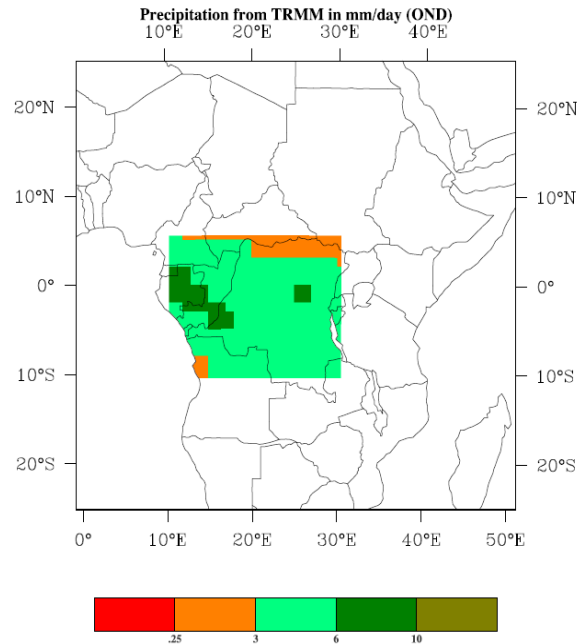 Precipitation from TRMM in mm/day (OND)
10°E 20°E 30°E 40°E
20°N 20°N
10°N 10°N
0° 0°
10°S 10°S
20°S 20°S
0° 10°E 20°E 30°E 40°E 50°E
.25 3 6 10